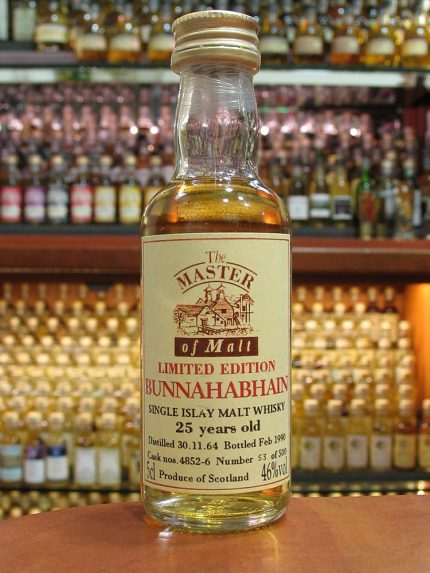 The
MASTER
of Malt
LIMITED EDITION
BUNNAHABHAIN
SINGLE ISLAY MALT WHISKY
25 years old
Distilled 30.11.64 Bottled Feb 1990
Cask nos. 4852-6 Number 53 of 500
5cl Produce of Scotland 46%vol